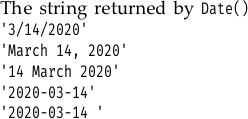 The string returned by Date()
'3/14/2020'
'March 14, 2020'
'14 March 2020'
'2020-03-14'
'2020-03-14 '